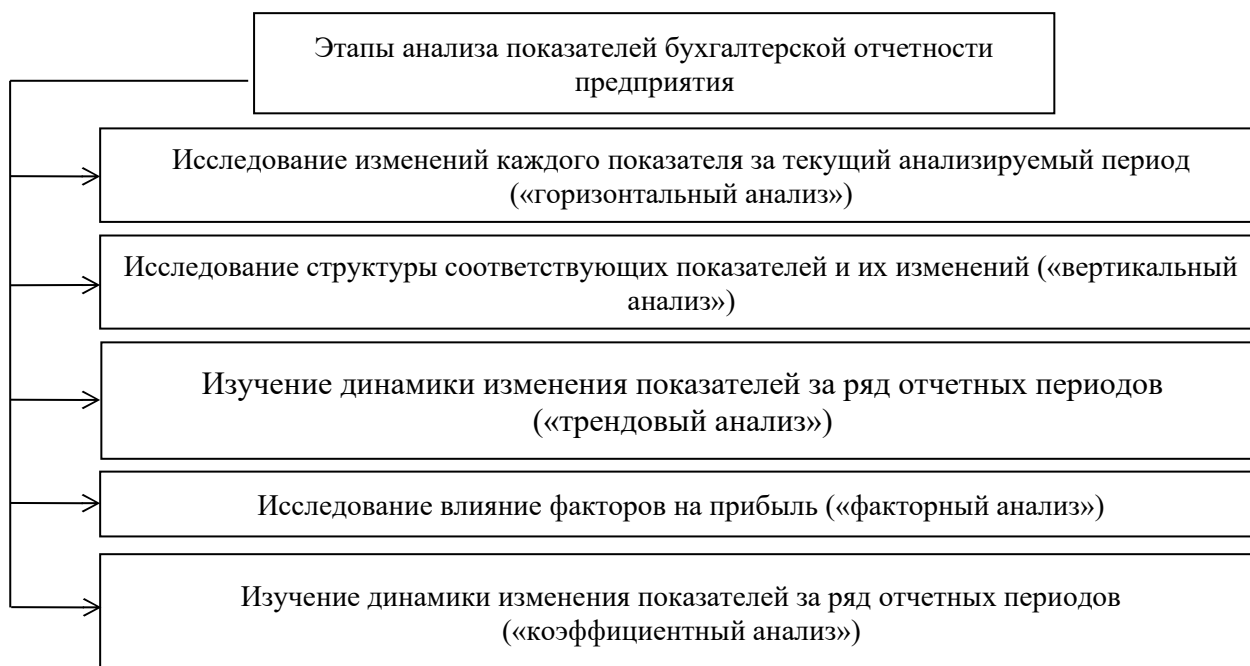 Этапы анализа показателей бухгалтерской отчетности
предприятия
Исследование изменений каждого показателя за текущий анализируемый период
(«горизонтальный анализ»)
Исследование структуры соответствующих показателей и их изменений («вертикальный
анализ»)
Изучение динамики изменения показателей за ряд отчетных периодов
(«трендовый анализ»)
Исследование влияние факторов на прибыль («факторный анализ»)
Изучение динамики изменения показателей за ряд отчетных периодов
(«коэффициентный анализ»)